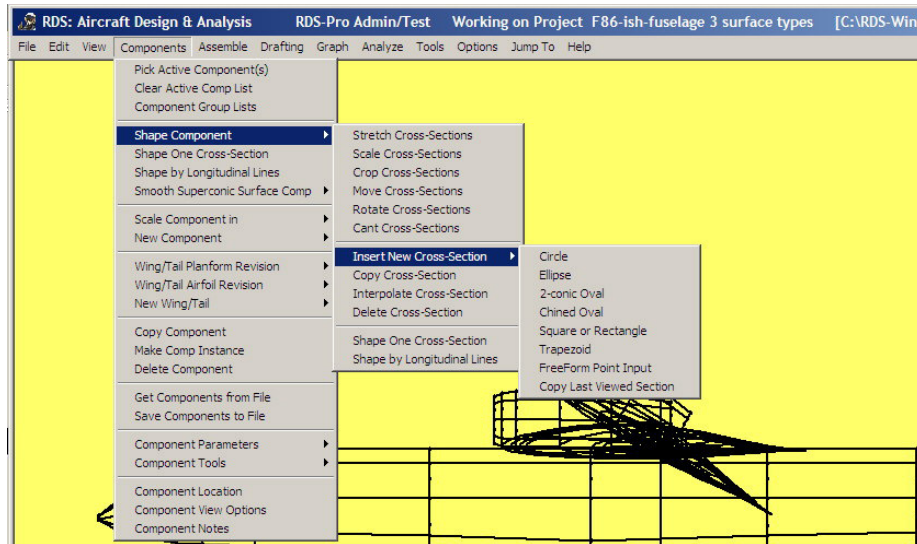 RDS: Aircraft Design & Analysis RDS-Pro Admin/Test Working on Project F86-ish-fuselage 3 surface types [C:\RDS-Win
File Edit View Components Assemble Drafting Graph Analyze Tools Options Jump To Help
Pick Active Component(s)
Clear Active Comp List
Component Group Lists
Shape Component
Shape One Cross-Section
Shape by Longitudinal Lines
Smooth Superconic Surface Comp
Scale Component in
New Component
Wing/Tail Planform Revision
Wing/Tail Airfoil Revision
New Wing/Tail
Copy Component
Make Comp Instance
Delete Component
Get Components from File
Save Components to File
Component Parameters
Component Tools
Component Location
Component View Options
Component Notes
Stretch Cross-Sections
Scale Cross-Sections
Crop Cross-Sections
Move Cross-Sections
Rotate Cross-Sections
Cant Cross-Sections
Insert New Cross-Section
Copy Cross-Section
Interpolate Cross-Section
Delete Cross-Section
Shape One Cross-Section
Shape by Longitudinal Lines
Circle
Ellipse
2-conic Oval
Chined Oval
Square or Rectangle
Trapezoid
FreeForm Point Input
Copy Last Viewed Section